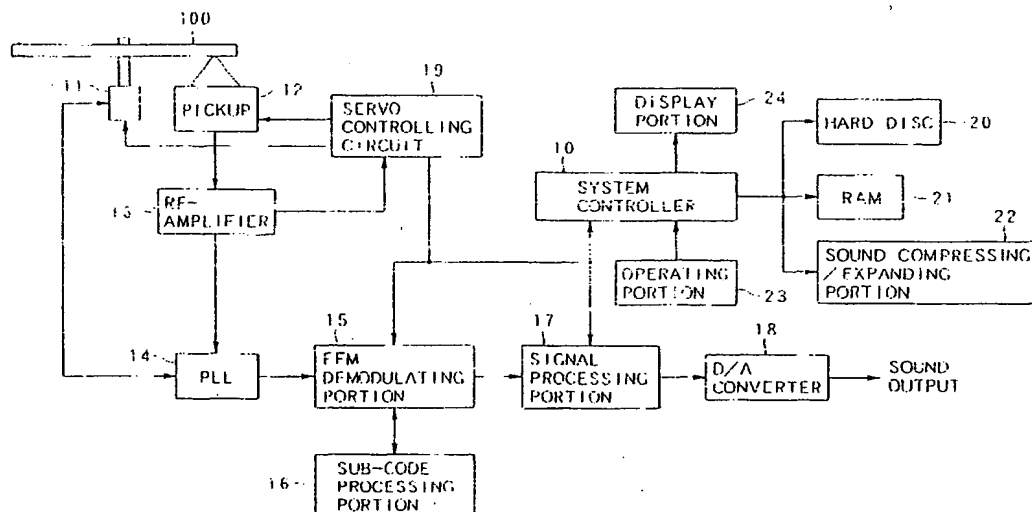 100
11
PICKUP
12
19
SERVO
CONTROLLING
CIRCUIT
DISPLAY
PORTION
24
HARD DISC
20
10
SYSTEM
CONTROLLER
RAM
21
13
RF-
AMPLIFIER
22
SOUND COMPRESSING
/EXPANDING
PORTION
OPERATING
PORTION
23
14
PLL
15
EFM
DEMODULATING
PORTION
17
SIGNAL
PROCESSING
PORTION
18
D/A
CONVERTER
SOUND
OUTPUT
16
SUB-CODE
PROCESSING
PORTION